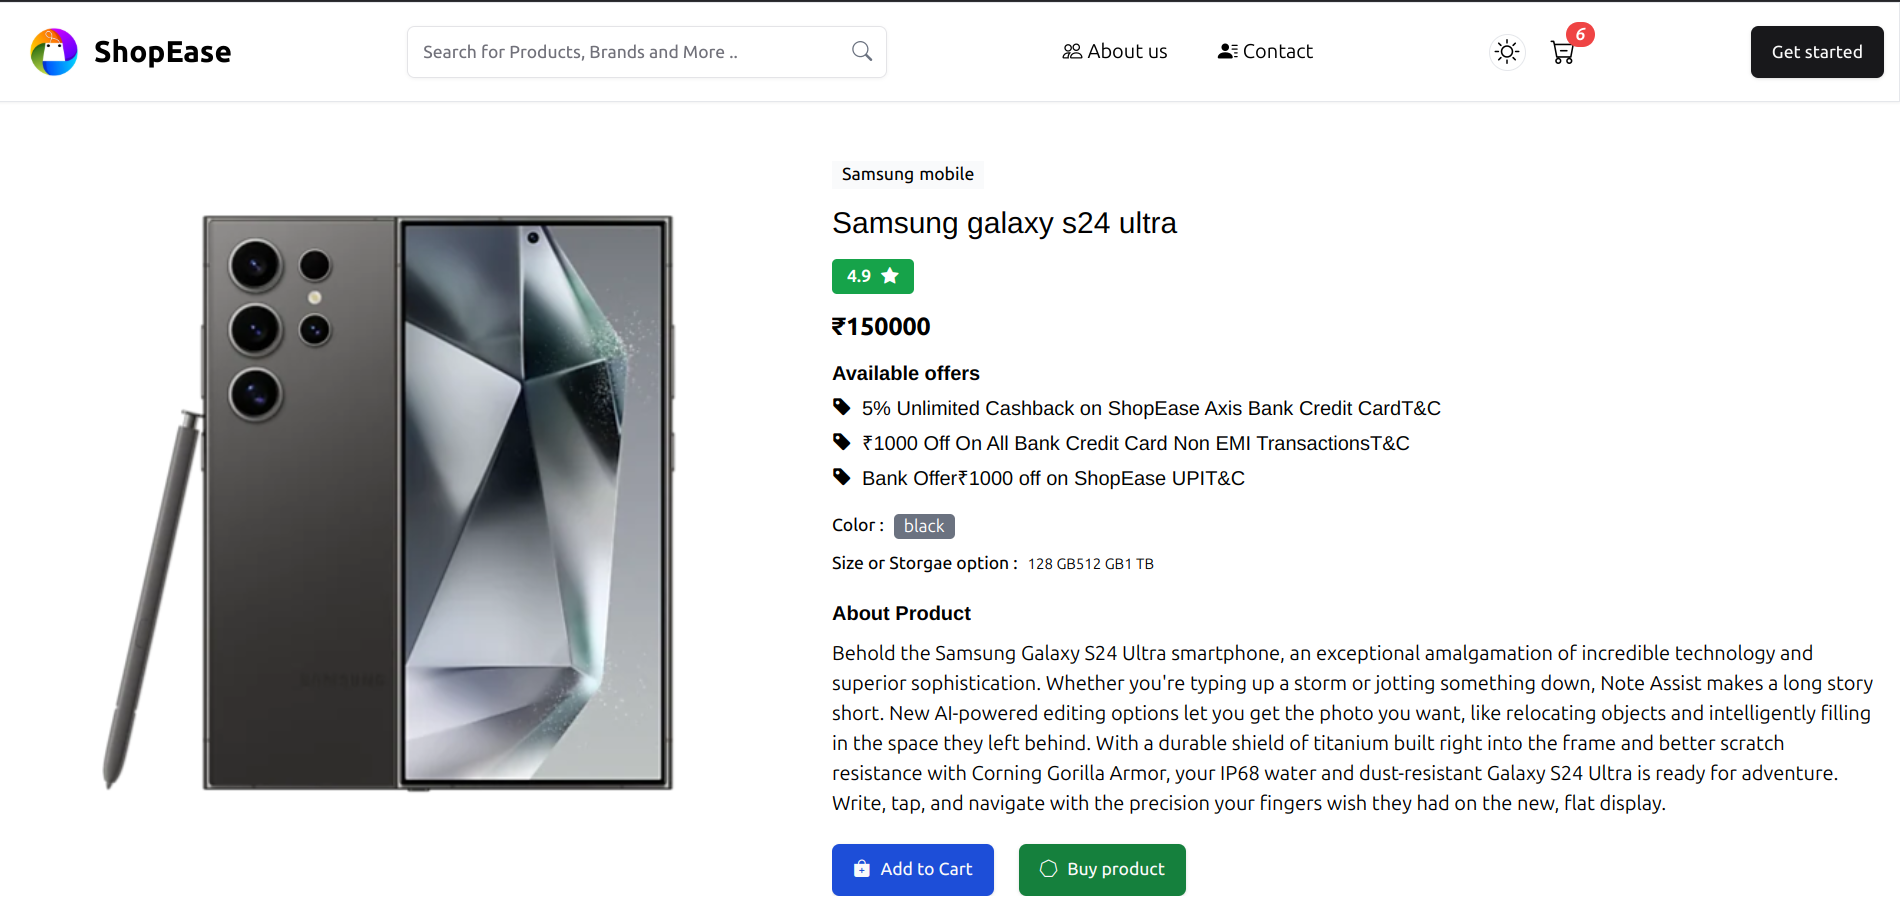 ShopEase
Search for Products, Brands and More ..
About us
Contact
6
Get started
Samsung mobile
Samsung galaxy s24 ultra
4.9
₹150000
Available offers
5% Unlimited Cashback on ShopEase Axis Bank Credit CardT&C
₹1000 Off On All Bank Credit Card Non EMI TransactionsT&C
Bank Offer₹1000 off on ShopEase UPIT&C
Color : black
Size or Storgae option : 128 GB512 GB1 TB
About Product
Behold the Samsung Galaxy S24 Ultra smartphone, an exceptional amalgamation of incredible technology and
superior sophistication. Whether you're typing up a storm or jotting something down, Note Assist makes a long story
short. New AI-powered editing options let you get the photo you want, like relocating objects and intelligently filling
in the space they left behind. With a durable shield of titanium built right into the frame and better scratch
resistance with Corning Gorilla Armor, your IP68 water and dust-resistant Galaxy S24 Ultra is ready for adventure.
Write, tap, and navigate with the precision your fingers wish they had on the new, flat display.
Add to Cart
Buy product
SAMSUNG